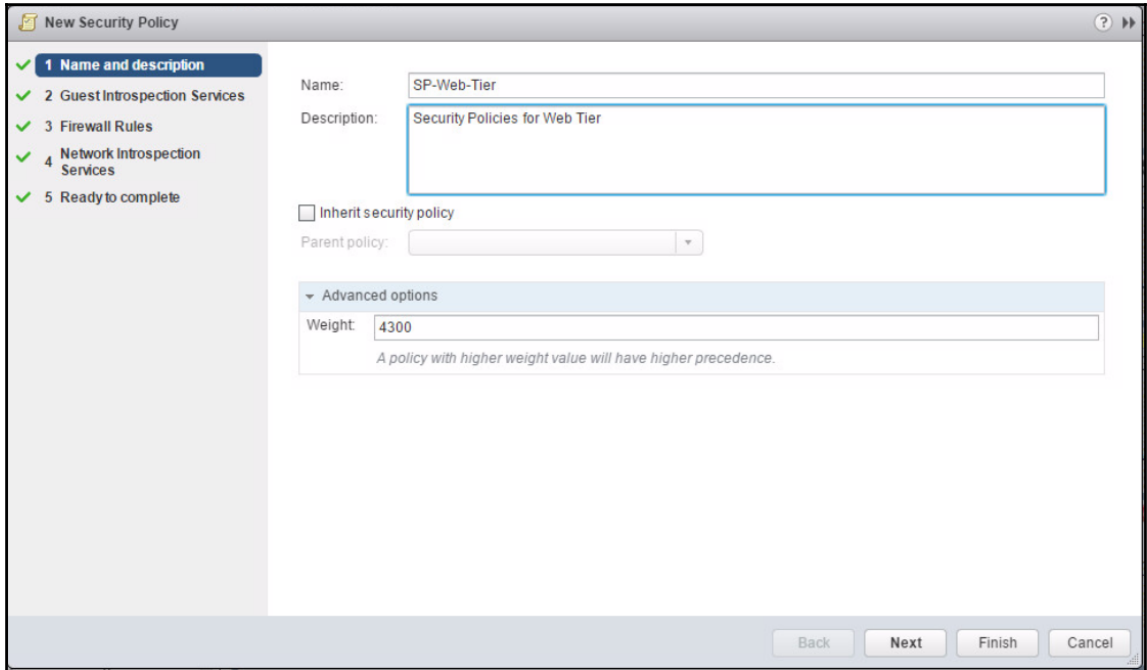 New Security Policy
?
1 Name and description
2 Guest Introspection Services
3 Firewall Rules
4 Network Introspection
Services
5 Ready to complete
Name: SP-Web-Tier
Description: Security Policies for Web Tier
Inherit security policy
Parent policy:
Advanced options
Weight: 4300
A policy with higher weight value will have higher precedence.
Back Next Finish Cancel